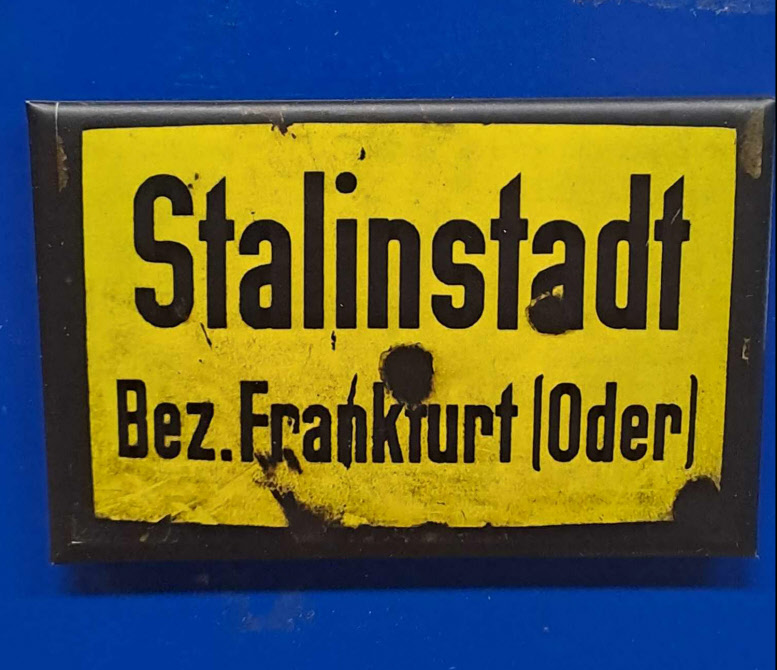 Stalinstadt
Bez. Frankfurt (Oder)